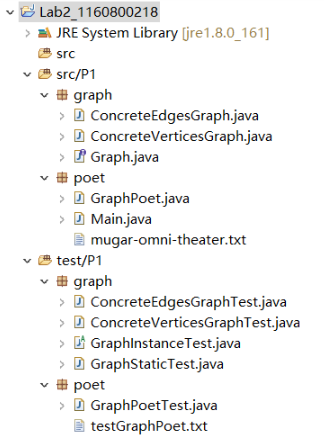 Lab2_1160800218
JRE System Library [jre1.8.0_161]
src
src/P1
graph
ConcreteEdgesGraph.java
ConcreteVerticesGraph.java
Graph.java
poet
GraphPoet.java
Main.java
mugar-omni-theater.txt
test/P1
graph
ConcreteEdgesGraphTest.java
ConcreteVerticesGraphTest.java
GraphInstanceTest.java
GraphStaticTest.java
poet
GraphPoetTest.java
testGraphPoet.txt